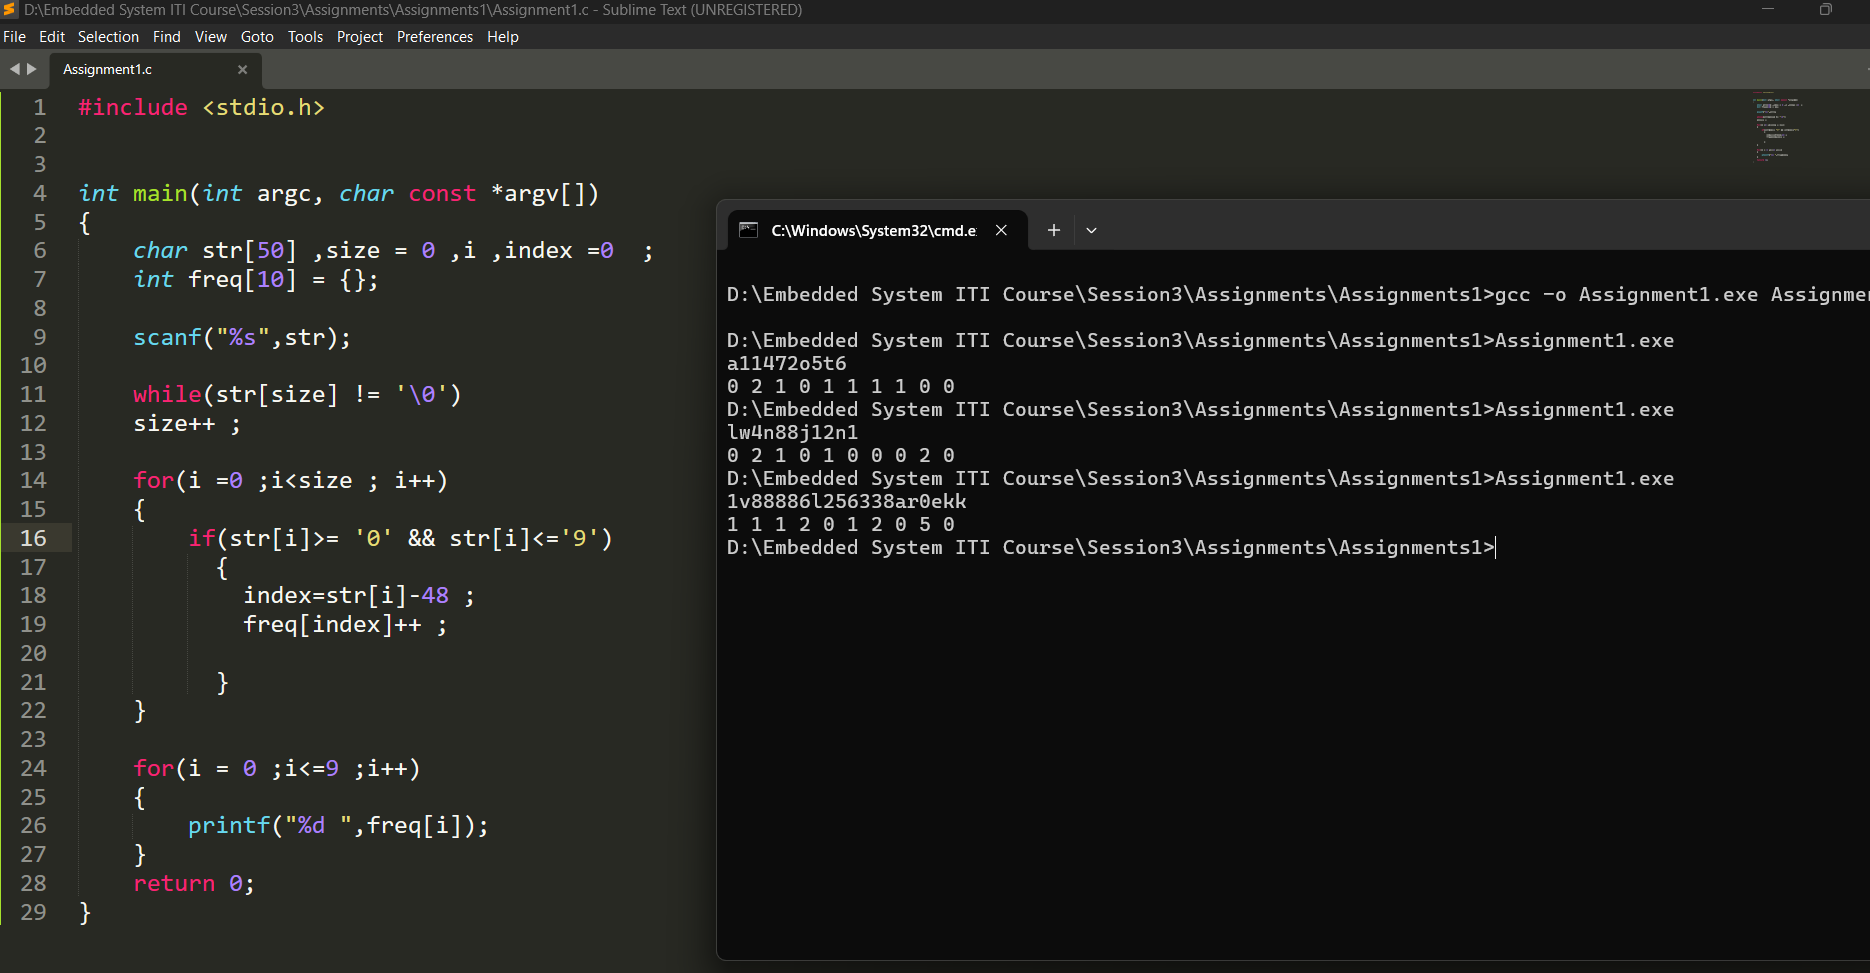 D:\Embedded System ITI Course\Session3\Assignments\Assignments1\Assignment1.c - Sublime Text (UNREGISTERED)
File Edit Selection Find View Goto Tools Project Preferences Help
Assignment1.c
1 #include <stdio.h>
2
3
4 int main(int argc, char const *argv[])
5 {
6 char str[50] ,size = 0 ,i ,index =0 ;
7 int freq[10] = {};
8
9 scanf("%s",str);
10
11 while(str[size] != '\0')
12 size++ ;
13
14 for(i =0 ;i<size ; i++)
15 {
16 if(str[i]>= '0' && str[i]<='9')
17 {
18 index=str[i]-48 ;
19 freq[index]++ ;
20
21 }
22 }
23
24 for(i = 0 ;i<=9 ;i++)
25 {
26 printf("%d ",freq[i]);
27 }
28 return 0;
29 }
C:\Windows\System32\cmd.e
D:\Embedded System ITI Course\Session3\Assignments\Assignments1>gcc -o Assignment1.exe Assignme
D:\Embedded System ITI Course\Session3\Assignments\Assignments1>Assignment1.exe
a11472o5t6
0 2 1 0 1 1 1 1 0 0
D:\Embedded System ITI Course\Session3\Assignments\Assignments1>Assignment1.exe
lw4n88j12n1
0 2 1 0 1 0 0 0 2 0
D:\Embedded System ITI Course\Session3\Assignments\Assignments1>Assignment1.exe
1v88886l256338ar0ekk
1 1 1 2 0 1 2 0 5 0
D:\Embedded System ITI Course\Session3\Assignments\Assignments1>